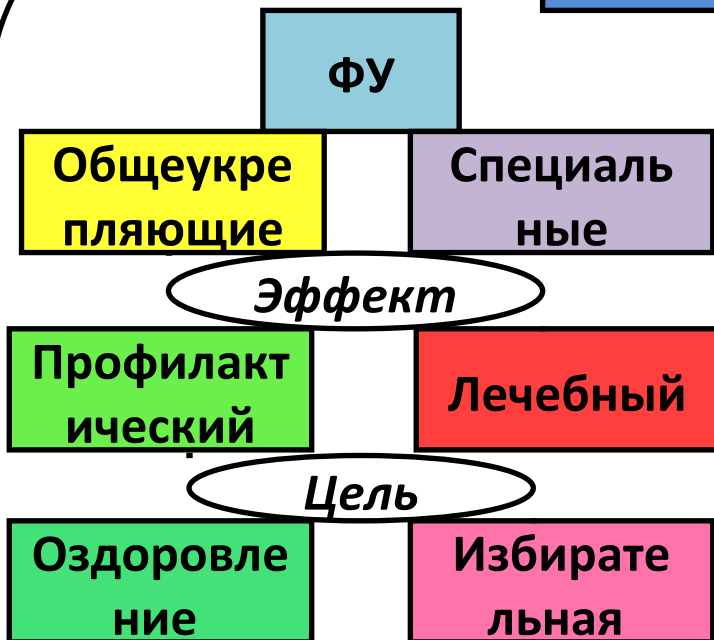 ФУ
Общеукре
пляющие
Специаль
ные
Эффект
Профилакт
ический
Лечебный
Цель
Оздоровле
ние
Избирате
льная